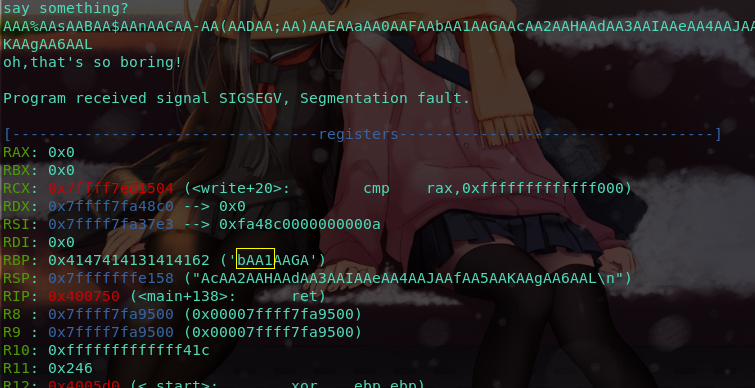 say something?
AAA%AAsAABAA$AAnAACAA-AA(AADAA;AA)AAEAAaAA0AAFAAbAA1AAGAAcAA2AAHAAdAA3AAIAAeAA4AAJAA
KAAgAA6AAL
oh,that's so boring!
Program received signal SIGSEGV, Segmentation fault.
[----------------------------------registers-----------------------------------]
RAX: 0x0
RBX: 0x0
RCX: 0x7ffff7ed1504 (<write+20>: cmp rax,0xfffffffffffff000)
RDX: 0x7ffff7fa48c0 --> 0x0
RSI: 0x7ffff7fa37e3 --> 0xfa48c0000000000a
RDI: 0x0
RBP: 0x4147414131414162 ('bAA1AAGA')
RSP: 0x7fffffffe158 ("AcAA2AAHAAdAA3AAIAAeAA4AAJAAfAA5AAKAAgAA6AAL\n")
RIP: 0x400750 (<main+138>: ret)
R8 : 0x7ffff7fa9500 (0x00007ffff7fa9500)
R9 : 0x7ffff7fa9500 (0x00007ffff7fa9500)
R10: 0xfffffffffffff41c
R11: 0x246
R12: 0x4005d0 (<_start>: xor ebp,ebp)